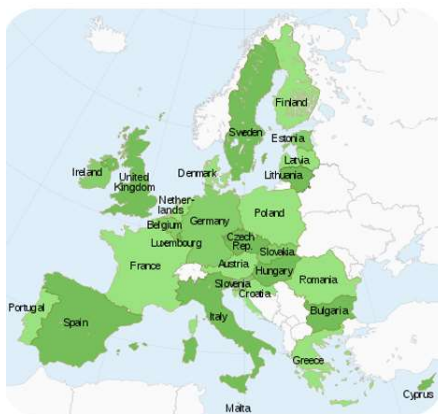 Finland
Sweden
Estonia
Latvia
Lithuania
Ireland
United
Kingdom
Denmark
Nether-
lands
Belgium
Luxembourg
Germany
Poland
Czech
Rep.
Slovakia
France
Austria
Hungary
Slovenia
Croatia
Romania
Portugal
Spain
Italy
Bulgaria
Greece
Malta
Cyprus